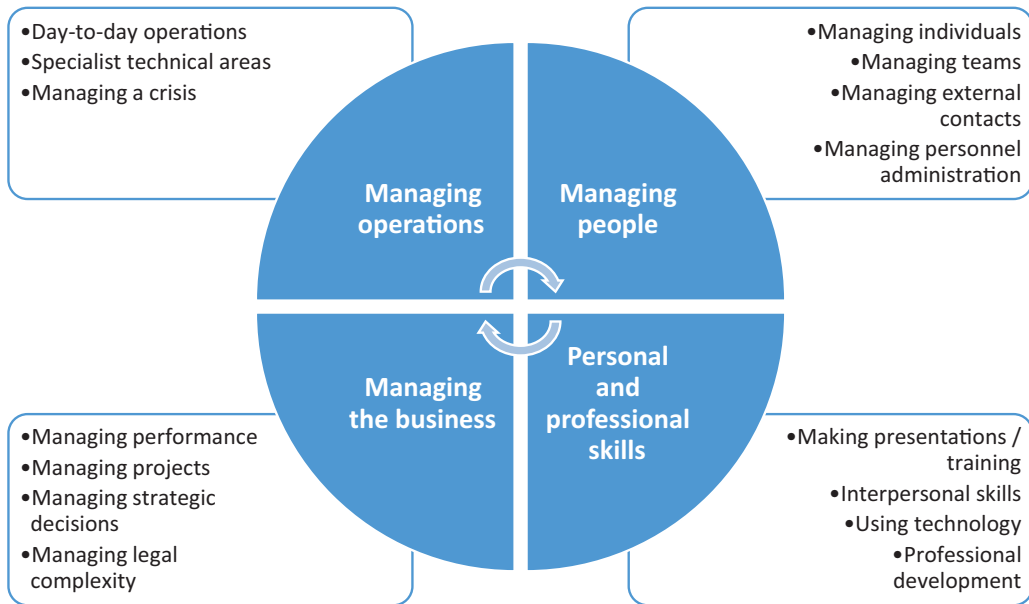 •Day-to-day operations
•Specialist technical areas
•Managing a crisis
•Managing individuals
•Managing teams
•Managing external
contacts
•Managing personnel
administration
Managing
operations
Managing
people
Managing
the business
Personal
and
professional
skills
•Managing performance
•Managing projects
•Managing strategic
decisions
•Managing legal
complexity
•Making presentations /
training
•Interpersonal skills
•Using technology
•Professional
development